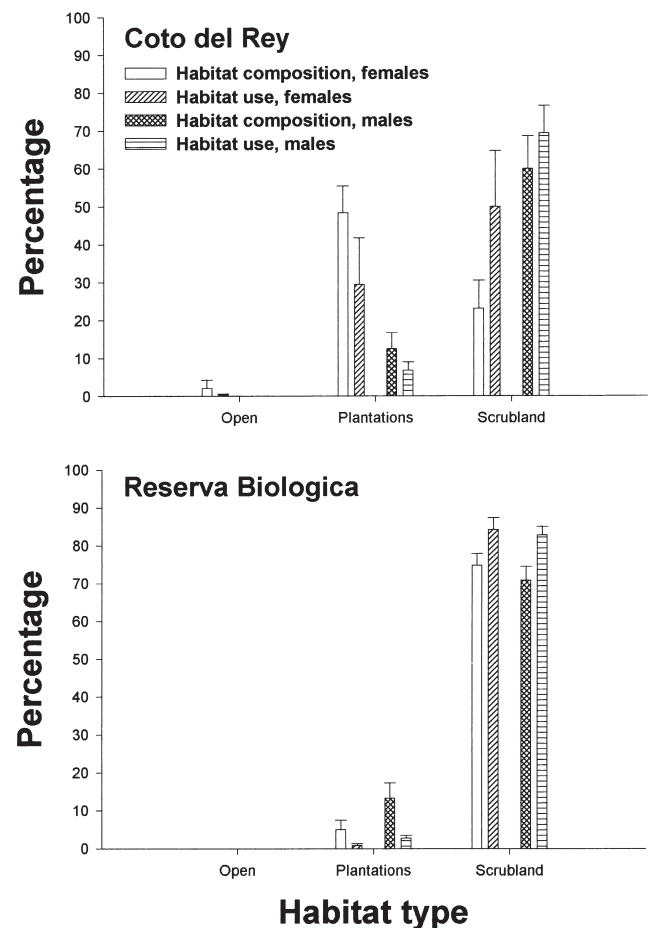 Coto del Rey
Habitat composition, females
Habitat use, females
Habitat composition, males
Habitat use, males
Percentage
100
90
80
70
60
50
40
30
20
10
0
Open Plantations Scrubland
Reserva Biologica
Percentage
100
90
80
70
60
50
40
30
20
10
0
Open Plantations Scrubland
Habitat type